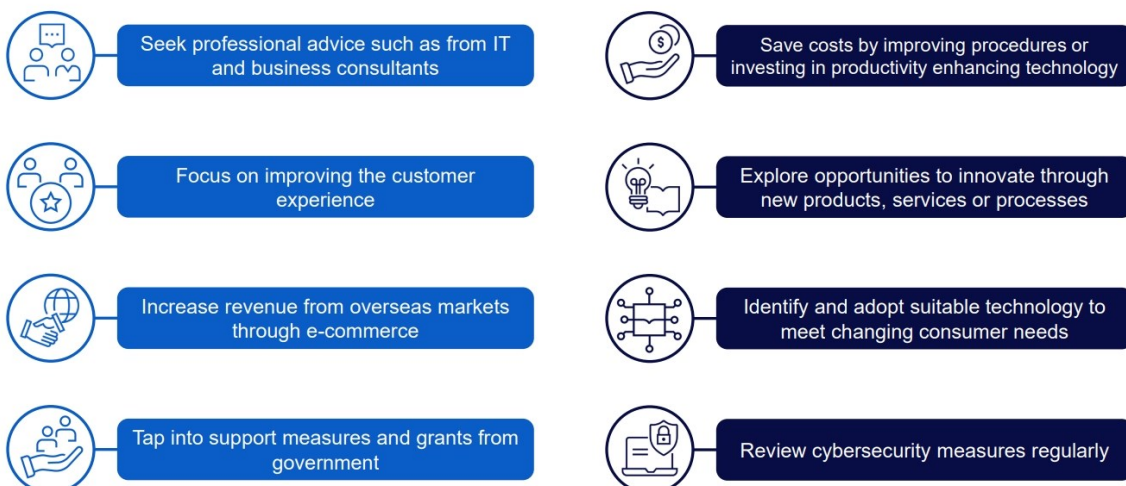 Seek professional advice such as from IT
and business consultants
Focus on improving the customer
experience
Increase revenue from overseas markets
through e-commerce
Tap into support measures and grants from
government
Save costs by improving procedures or
investing in productivity enhancing technology
Explore opportunities to innovate through
new products, services or processes
Identify and adopt suitable technology to
meet changing consumer needs
Review cybersecurity measures regularly